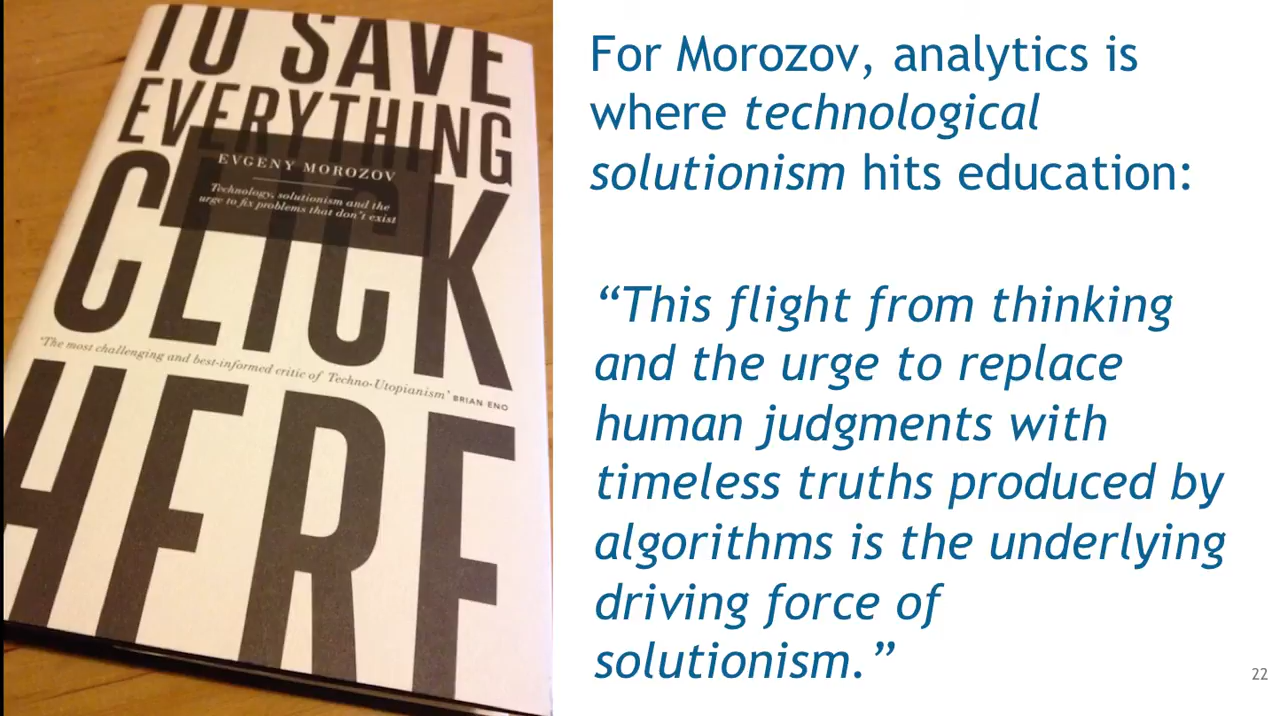 TO SAVE
EVERYTHING
CLICK
HERE
EVGENY MOROZOV
Technology, solutionism and the
urge to fix problems that don't exist
'The most challenging and best-informed critic of Techno-Utopianism' BRIAN ENO
For Morozov, analytics is
where technological
solutionism hits education:
“This flight from thinking
and the urge to replace
human judgments with
timeless truths produced by
algorithms is the underlying
driving force of
solutionism.”
22